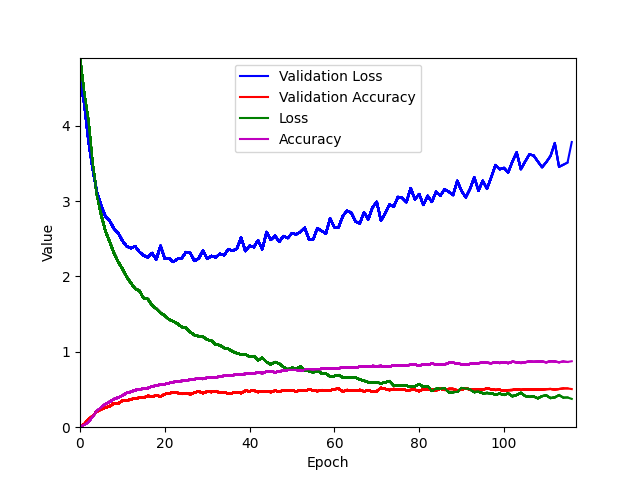 Validation Loss
Validation Accuracy
Loss
Accuracy
4
3
2
1
0
Value
0 20 40 60 80 100
Epoch